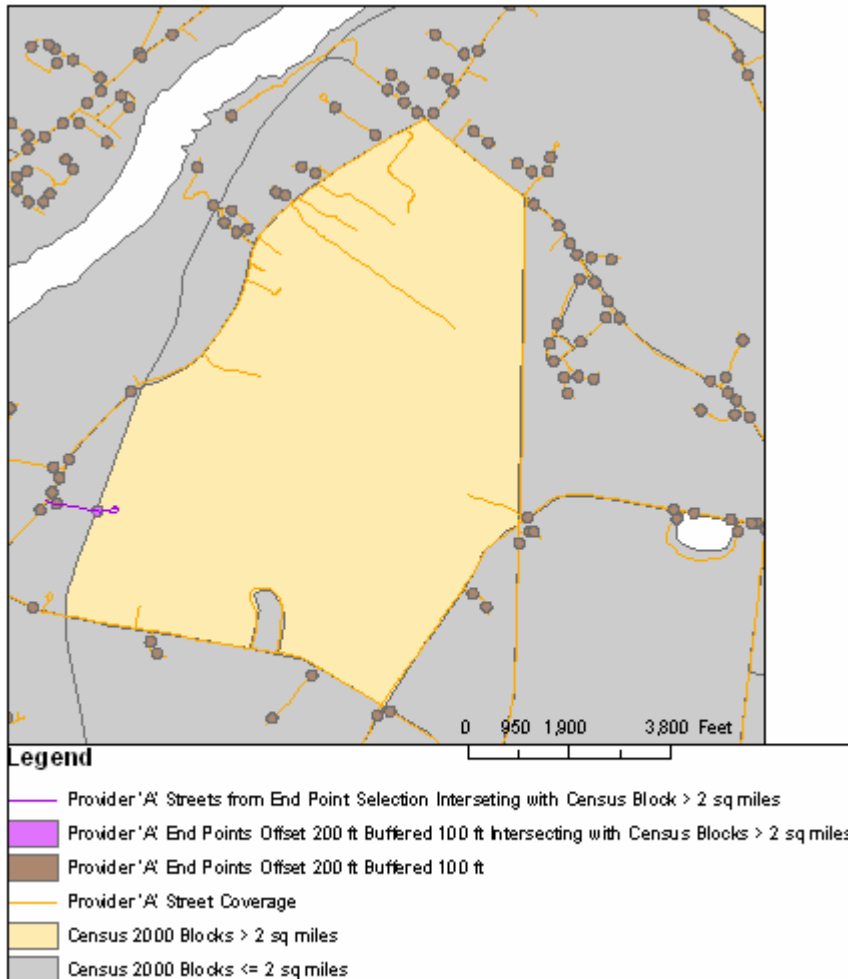 0 950 1,900 3,800 Feet
Legend
Provider 'A' Streets from End Point Selection Interseting with Census Block > 2 sq miles
Provider 'A' End Points Offset 200 ft Buffered 100 ft Intersecting with Census Blocks > 2 sq miles
Provider 'A' End Points Offset 200 ft Buffered 100 ft
Provider 'A' Street Coverage
Census 2000 Blocks > 2 sq miles
Census 2000 Blocks <= 2 sq miles